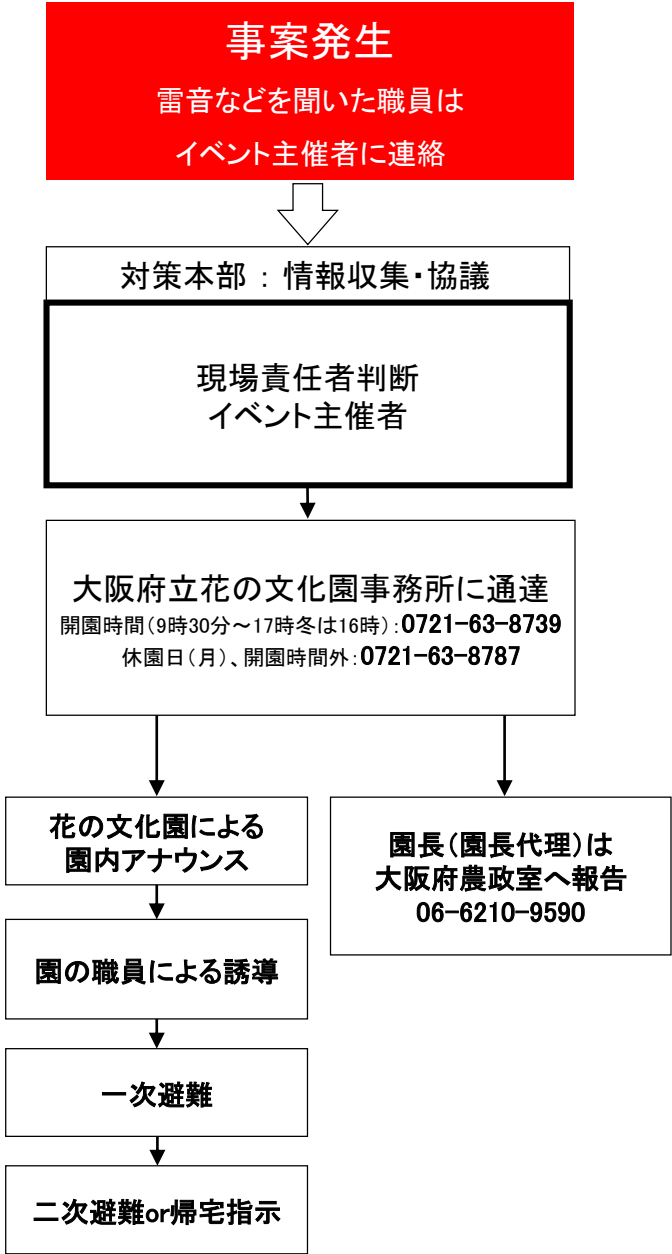 事案発生
雷音などを聞いた職員は
イベント主催者に連絡
対策本部：情報収集・協議
現場責任者判断
イベント主催者
大阪府立花の文化園事務所に通達
開園時間(9時30分～17時冬は16時):0721-63-8739
休園日(月)、開園時間外:0721-63-8787
花の文化園による
園内アナウンス
園長(園長代理)は
大阪府農政室へ報告
06-6210-9590
園の職員による誘導
一次避難
二次避難or帰宅指示